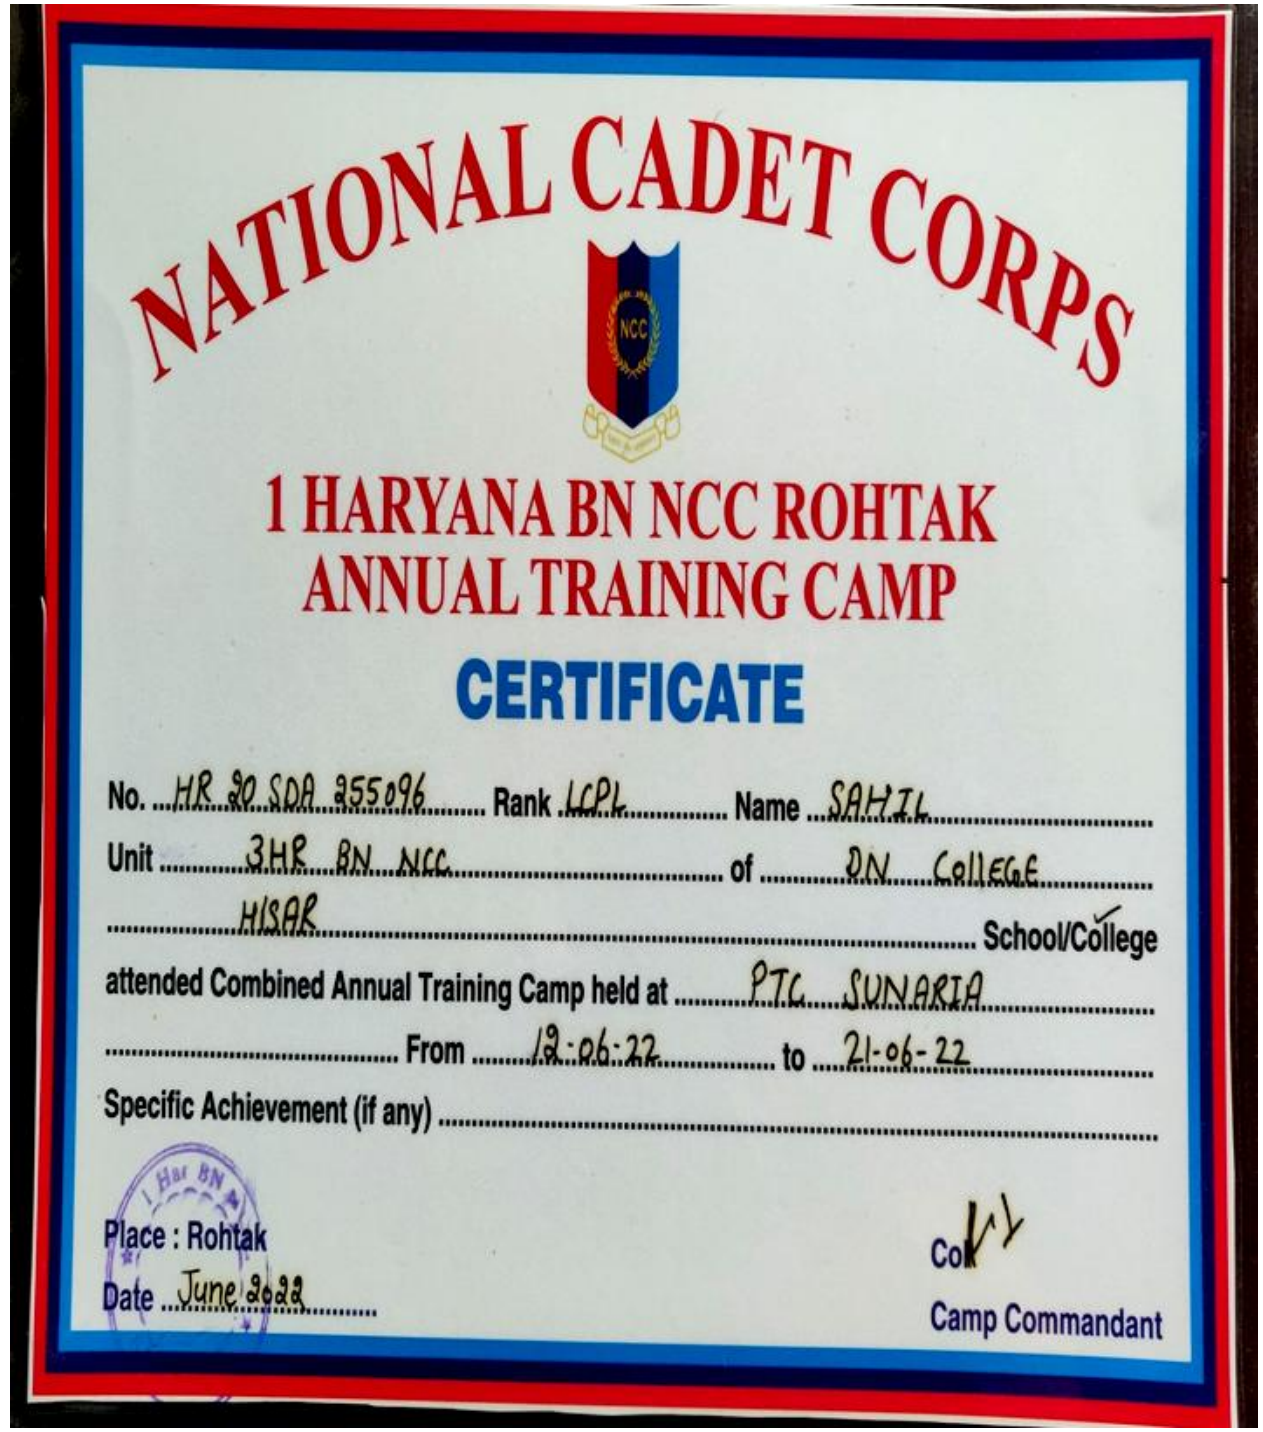 NATIONAL CADET CORPS
NCC
1 HARYANA BN NCC ROHTAK
ANNUAL TRAINING CAMP
CERTIFICATE
No. HR 20 SDA 255096 Rank LCPL Name SAHIL
Unit 3HR BN NCC of DN COllEGE
HISAR School/College
attended Combined Annual Training Camp held at PTC SUNARIA
From 12-06-22 to 21-06-22
Specific Achievement (if any)
1 Har BN
Place : Rohtak
Date June 2022
Col
Camp Commandant